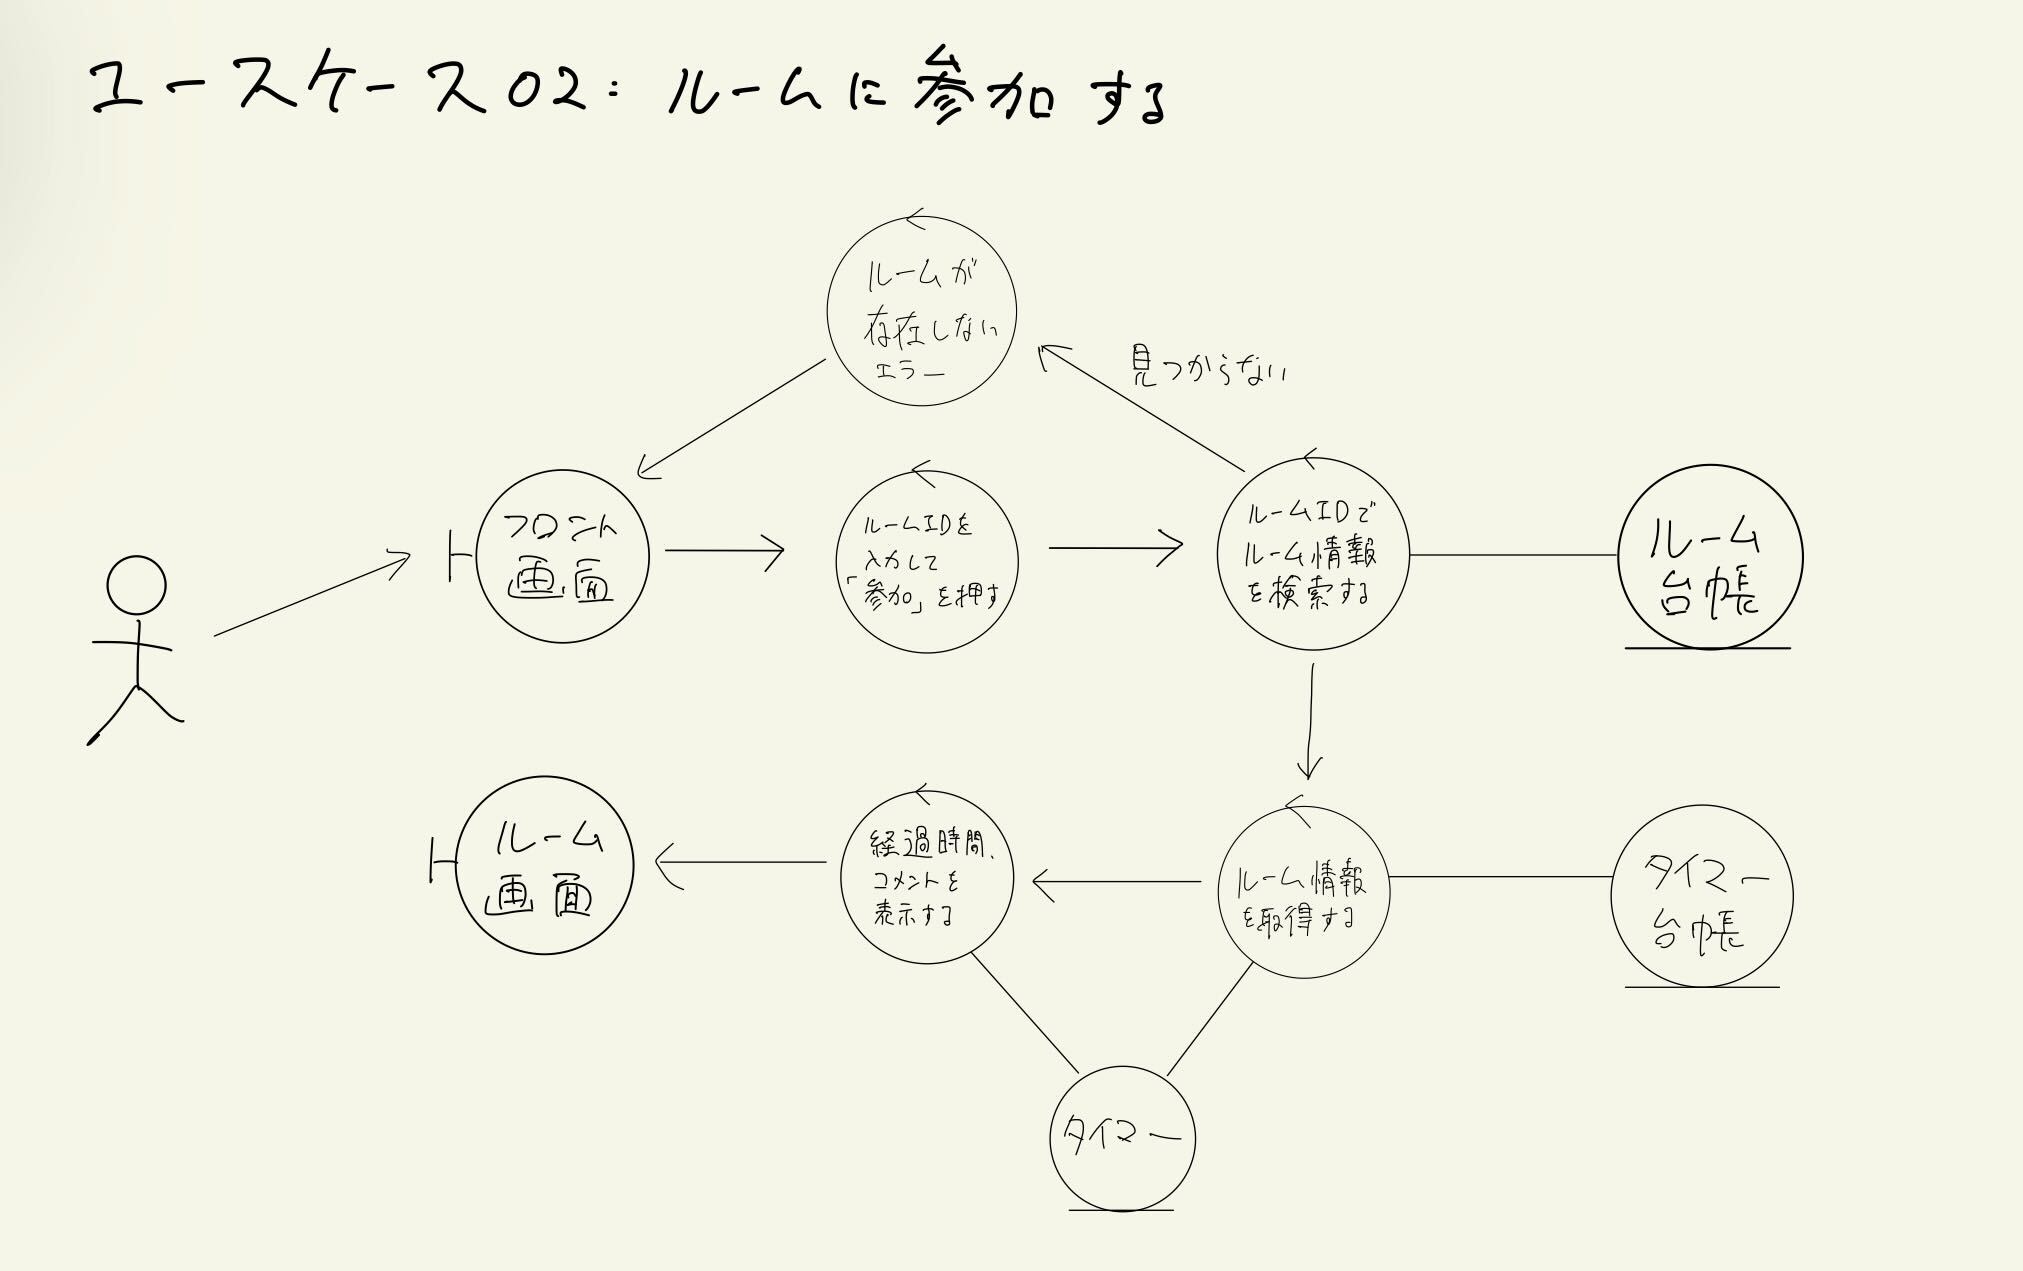 ユースケース02:ルームに参加する
ルームが
存在しない
エラー
見つからない
フロント
画面
ルームIDを
入力して
「参加」を押す
ルームIDで
ルーム情報
を検索する
ルーム
台帳
ルーム
画面
経過時間、
コメントを
表示する
ルーム情報
を取得する
タイマー
台帳
タイマー